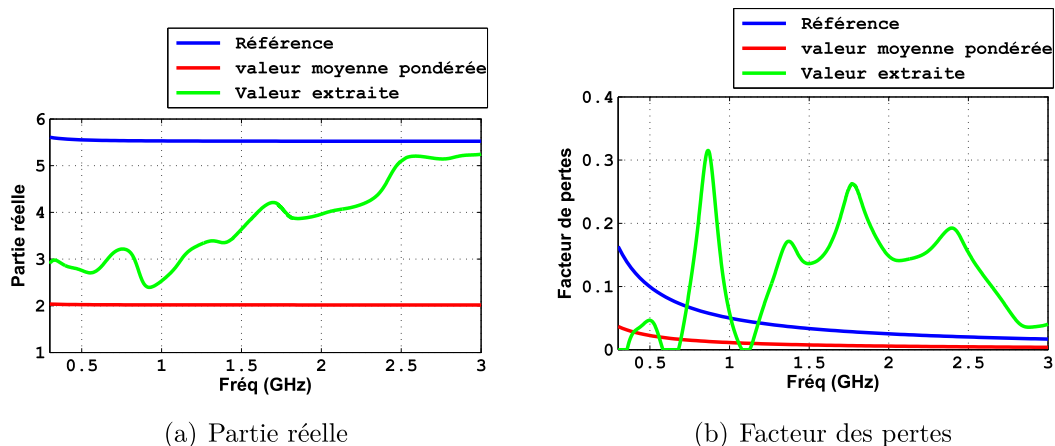 Référence
valeur moyenne pondérée
Valeur extraite
6
5
4
3
2
1
0.5
1
1.5
2
2.5
3
Partie réelle
Fréq (GHz)
(a) Partie réelle
Référence
valeur moyenne pondérée
Valeur extraite
0.4
0.3
0.2
0.1
0
0.5
1
1.5
2
2.5
3
Facteur de pertes
Fréq (GHz)
(b) Facteur des pertes